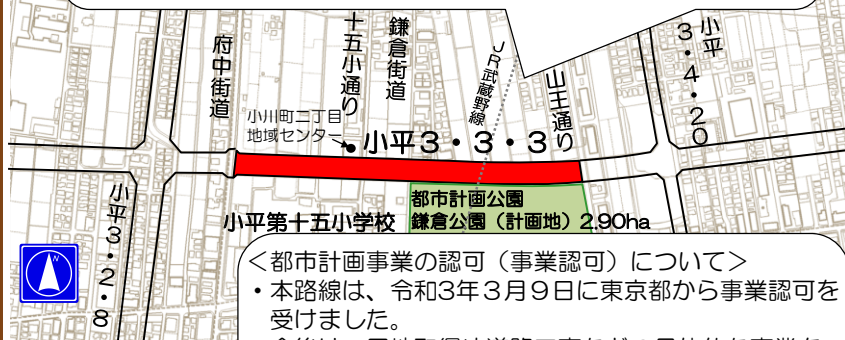 府中街道
十五小通り
鎌倉街道
JR武蔵野線
山王通り
小平3・4・20
小川町二丁目
地域センター
小平3・3・3
都市計画公園
鎌倉公園(計画地)2.90ha
小平第十五小学校
小平3・2・8
N
<都市計画事業の認可(事業認可)について>
・本路線は、令和3年3月9日に東京都から事業認可を
受けました。